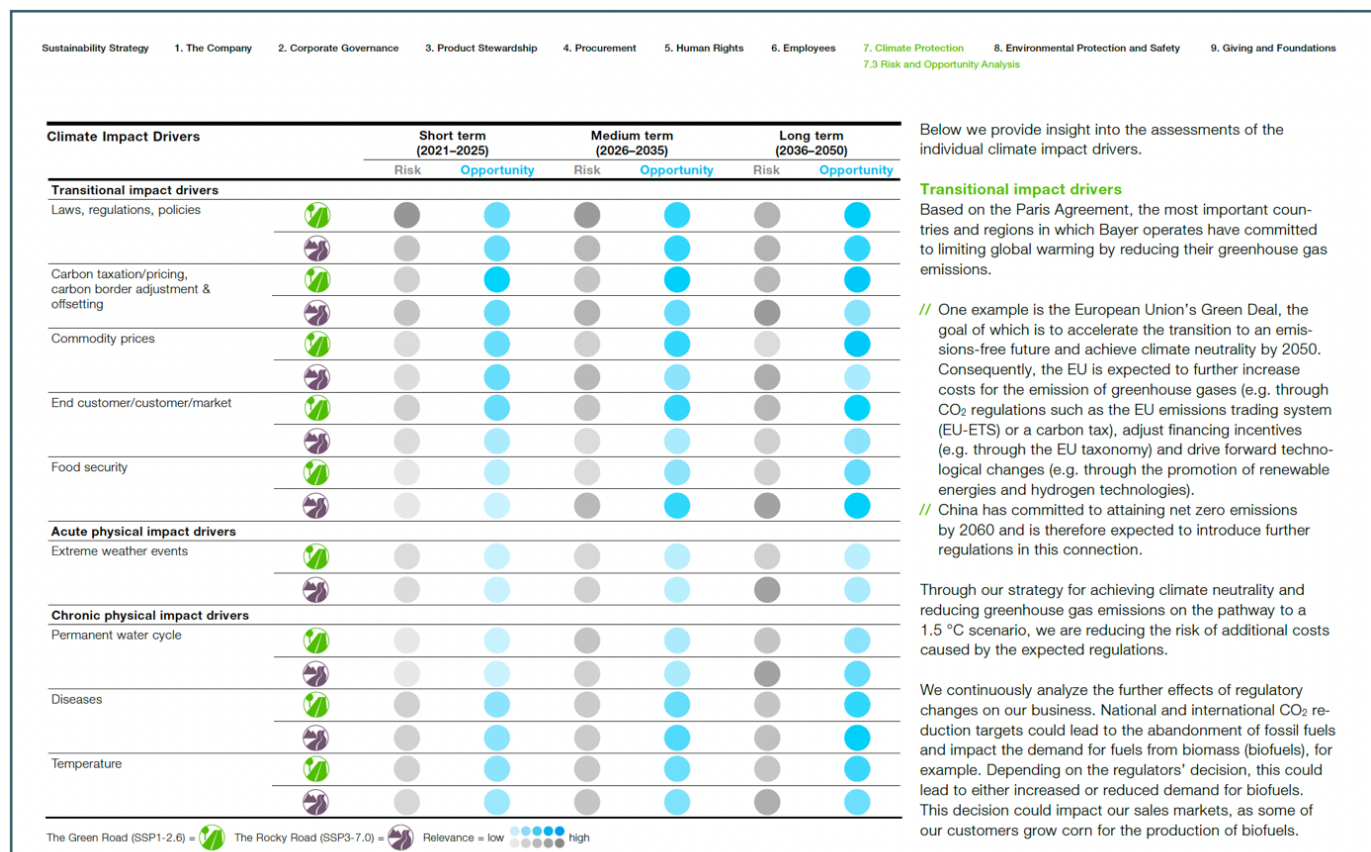 Sustainability Strategy 1. The Company 2. Corporate Governance 3. Product Stewardship 4. Procurement 5. Human Rights 6. Employees 7. Climate Protection 8. Environmental Protection and Safety 9. Giving and Foundations
7.3 Risk and Opportunity Analysis
Climate Impact Drivers
Short term
(2021–2025)
Medium term
(2026–2035)
Long term
(2036–2050)
Risk Opportunity Risk Opportunity Risk Opportunity
Transitional impact drivers
Laws, regulations, policies
Carbon taxation/pricing,
carbon border adjustment &
offsetting
Commodity prices
End customer/customer/market
Food security
Acute physical impact drivers
Extreme weather events
Chronic physical impact drivers
Permanent water cycle
Diseases
Temperature
The Green Road (SSP1-2.6) = The Rocky Road (SSP3-7.0) = Relevance = low high
Below we provide insight into the assessments of the
individual climate impact drivers.
Transitional impact drivers
Based on the Paris Agreement, the most important coun-
tries and regions in which Bayer operates have committed
to limiting global warming by reducing their greenhouse gas
emissions.
// One example is the European Union’s Green Deal, the
goal of which is to accelerate the transition to an emis-
sions-free future and achieve climate neutrality by 2050.
Consequently, the EU is expected to further increase
costs for the emission of greenhouse gases (e.g. through
CO₂ regulations such as the EU emissions trading system
(EU-ETS) or a carbon tax), adjust financing incentives
(e.g. through the EU taxonomy) and drive forward techno-
logical changes (e.g. through the promotion of renewable
energies and hydrogen technologies).
// China has committed to attaining net zero emissions
by 2060 and is therefore expected to introduce further
regulations in this connection.
Through our strategy for achieving climate neutrality and
reducing greenhouse gas emissions on the pathway to a
1.5 °C scenario, we are reducing the risk of additional costs
caused by the expected regulations.
We continuously analyze the further effects of regulatory
changes on our business. National and international CO₂ re-
duction targets could lead to the abandonment of fossil fuels
and impact the demand for fuels from biomass (biofuels), for
example. Depending on the regulators’ decision, this could
lead to either increased or reduced demand for biofuels.
This decision could impact our sales markets, as some of
our customers grow corn for the production of biofuels.